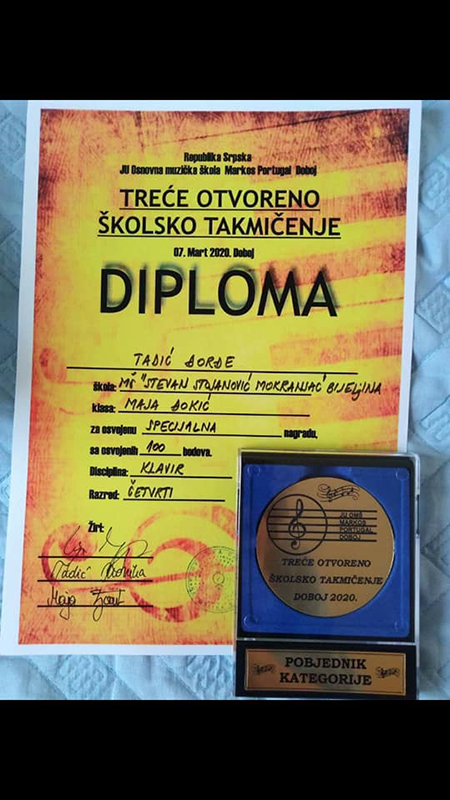 Republika Srpska
JU Osnovna muzička škola Markos Portugal Doboj
TREĆE OTVORENO
ŠKOLSKO TAKMIČENJE
07. Mart 2020. Doboj
DIPLOMA
TADIĆ ĐORĐE
škola: MŠ "STEVAN STOJANOVIĆ MOKRANJAC" BIJELJINA
klasa: MAJA ĐOKIĆ
za osvojenu SPECIJALNA nagradu,
sa osvojenih 100 bodova.
Disciplina: KLAVIR
Razred: ČETVRTI
Žiri:
JU OMŠ
MARKOS
PORTUGAL
DOBOJ
TREĆE OTVORENO
ŠKOLSKO TAKMIČENJE
DOBOJ 2020.
POBJEDNIK
KATEGORIJE